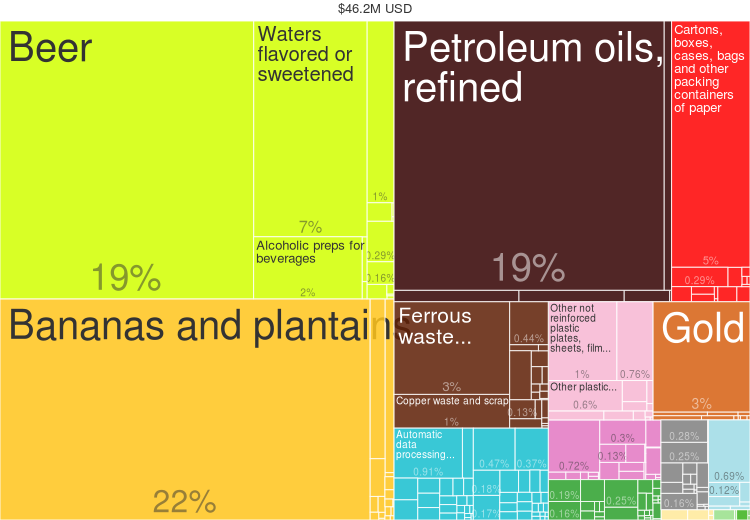 $46.2M USD
Beer
19%
Waters
flavored or
sweetened
7%
Alcoholic preps for
beverages
2%
1%
0.29%
0.16%
Petroleum oils,
refined
19%
Cartons,
boxes,
cases, bags
and other
packing
containers
of paper
5%
0.29%
Bananas and plantains
22%
Ferrous
waste...
3%
0.44%
Copper waste and scrap
1%
0.13%
Other not
reinforced
plastic
plates,
sheets, film...
1%
0.76%
Other plastic...
0.6%
Gold
3%
Automatic
data
processing...
0.91%
0.47%
0.37%
0.18%
0.17%
0.72%
0.3%
0.13%
0.28%
0.25%
0.16%
0.69%
0.12%
0.19%
0.25%
0.16%